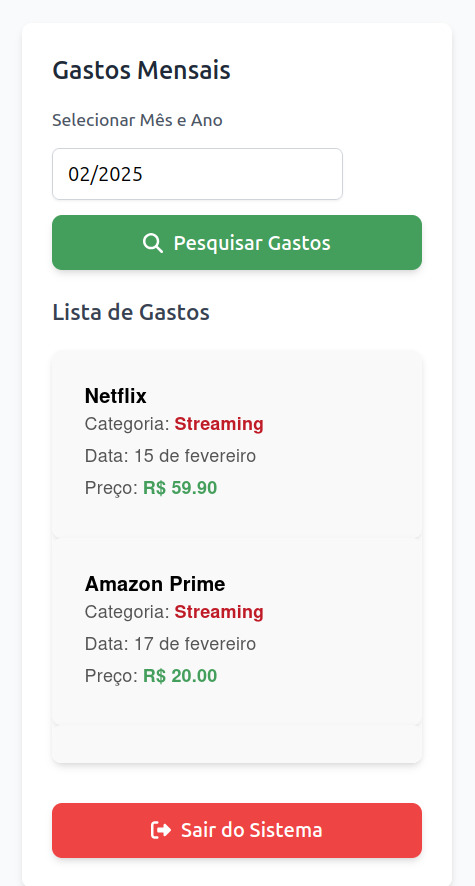 Gastos Mensais
Selecionar Mês e Ano
02/2025
Pesquisar Gastos
Lista de Gastos
Netflix
Categoria: Streaming
Data: 15 de fevereiro
Preço: R$ 59.90
Amazon Prime
Categoria: Streaming
Data: 17 de fevereiro
Preço: R$ 20.00
Sair do Sistema